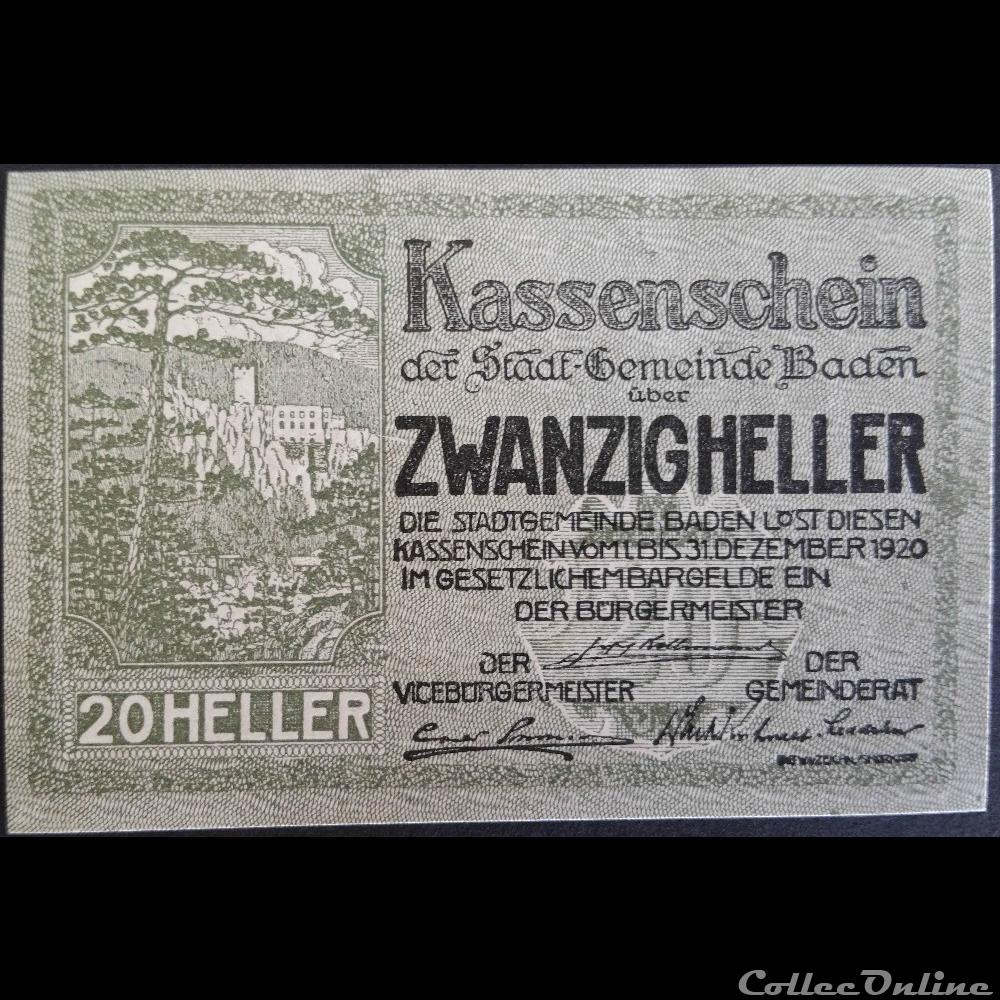 Kassenschein
der Stadt-Gemeinde Baden
über
ZWANZIG HELLER
DIE STADTGEMEINDE BADEN LÖST DIESEN
KASSENSCHEIN VOM 1. BIS 31. DEZEMBER 1920
IM GESETZLICHEM BARGELDE EIN
DER BÜRGERMEISTER
DER
VICEBÜRGERMEISTER
DER
GEMEINDERAT
20 HELLER
ColleeOnline